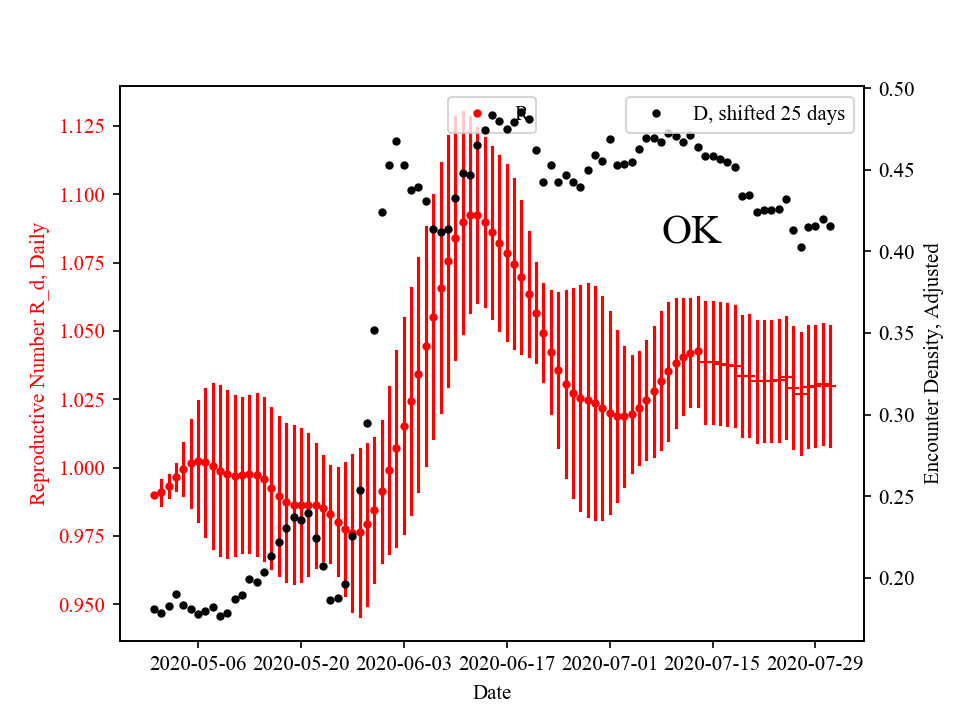 R
D, shifted 25 days
OK
Reproductive Number R_d, Daily
1.125
1.100
1.075
1.050
1.025
1.000
0.975
0.950
0.50
0.45
0.40
0.35
0.30
0.25
0.20
Encounter Density, Adjusted
2020-05-06 2020-05-20 2020-06-03 2020-06-17 2020-07-01 2020-07-15 2020-07-29
Date